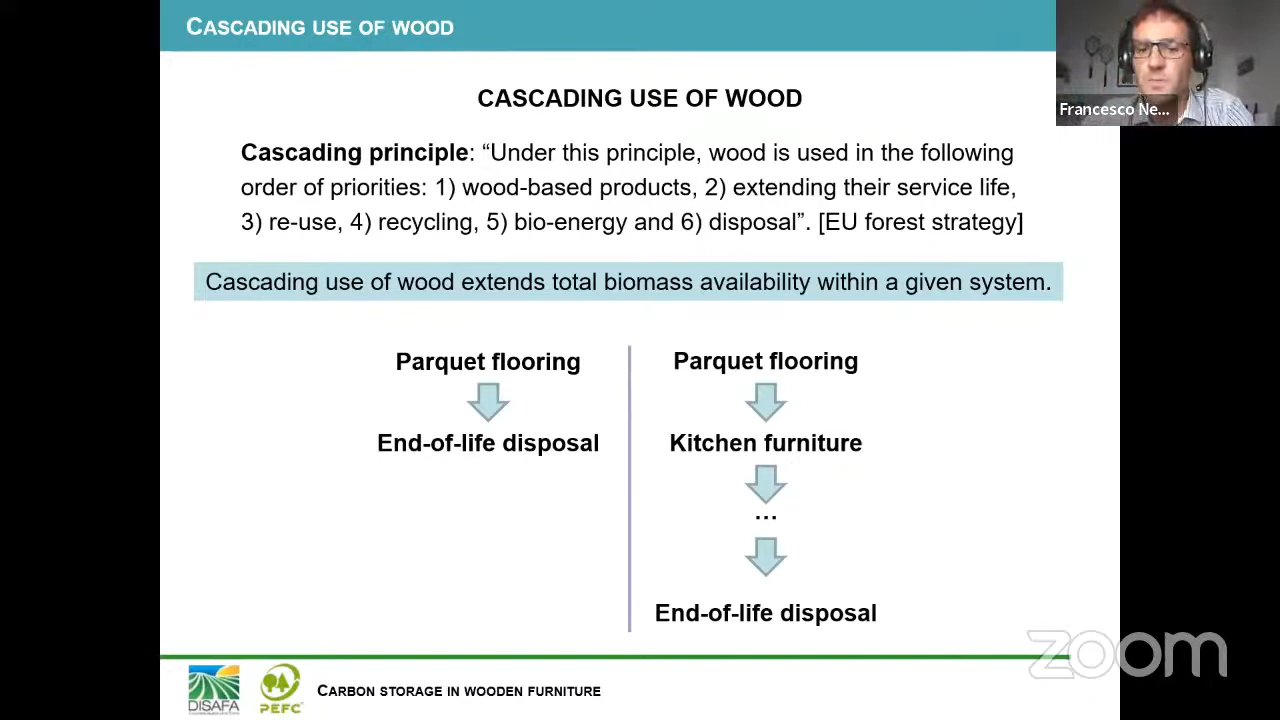 CASCADING USE OF WOOD
Francesco Ne...
CASCADING USE OF WOOD
Cascading principle: “Under this principle, wood is used in the following
order of priorities: 1) wood-based products, 2) extending their service life,
3) re-use, 4) recycling, 5) bio-energy and 6) disposal”. [EU forest strategy]
Cascading use of wood extends total biomass availability within a given system.
Parquet flooring
End-of-life disposal
Parquet flooring
Kitchen furniture
...
End-of-life disposal
zoom
DISAFA
PEFC
CARBON STORAGE IN WOODEN FURNITURE